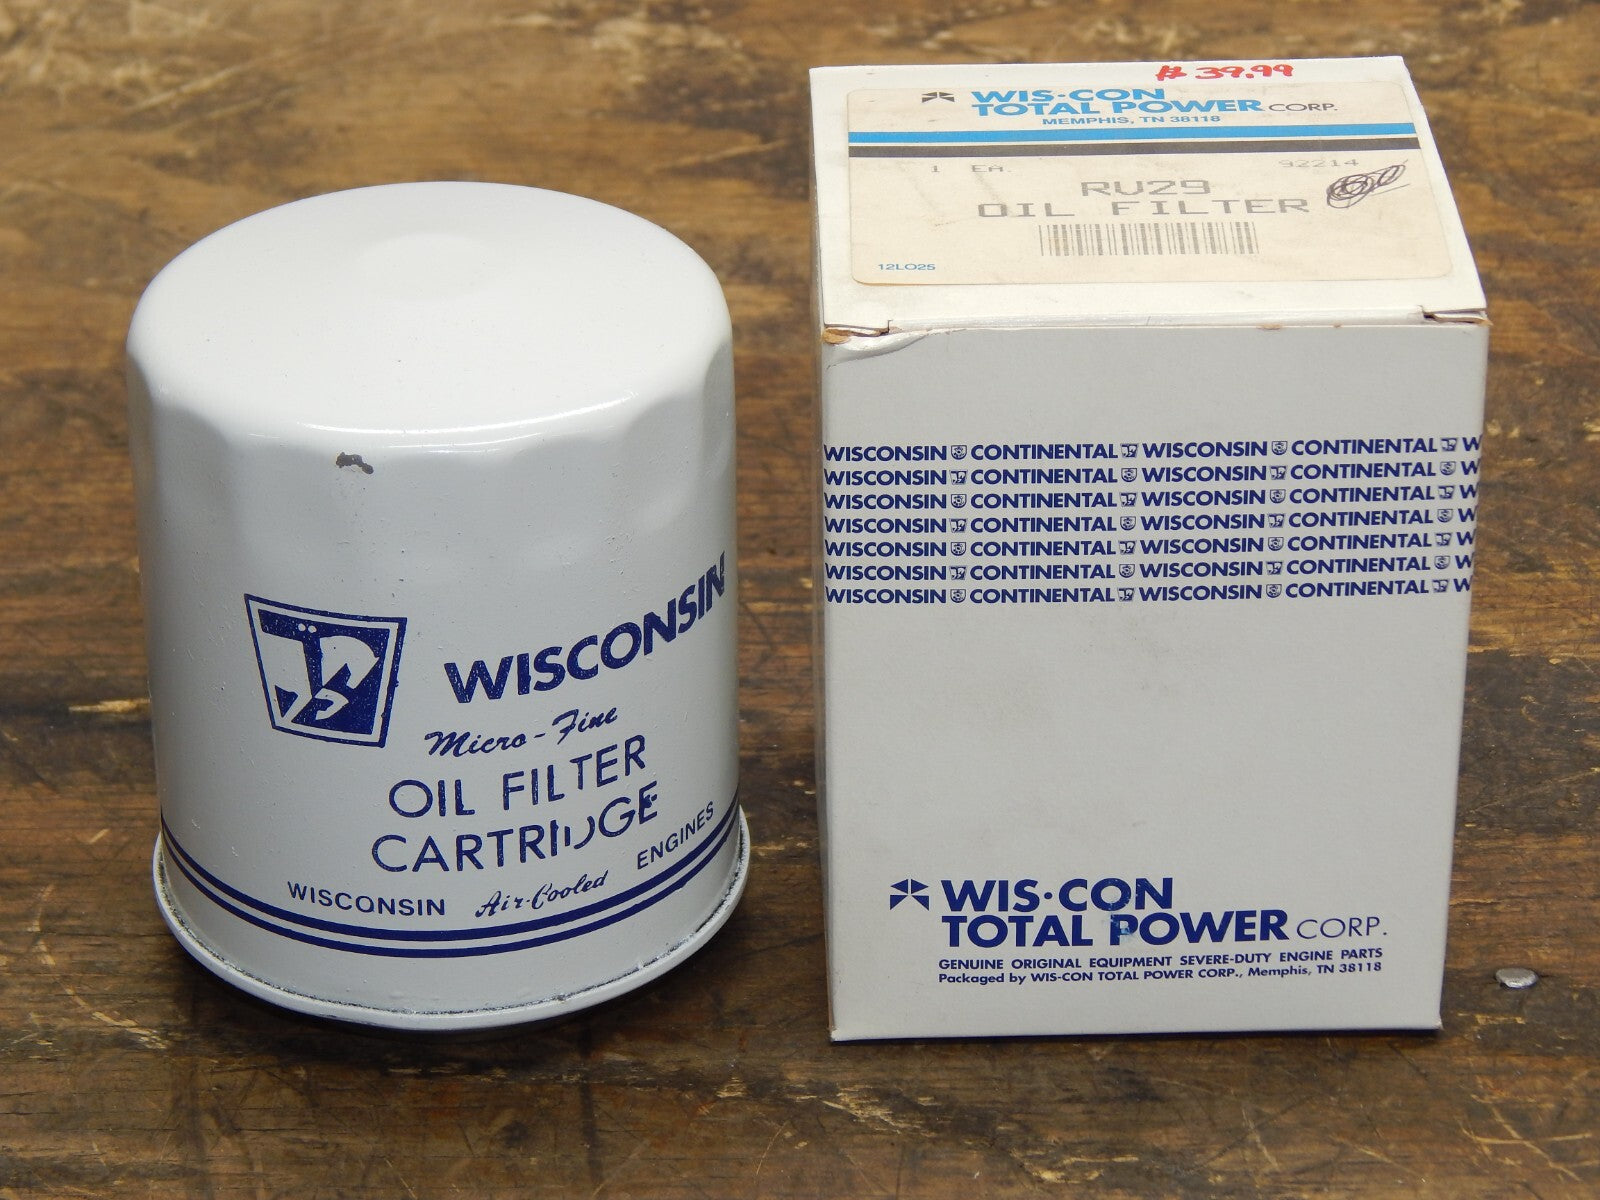 WISCONSIN
Micro-Fine
OIL FILTER
CARTRIDGE
WISCONSIN Air-Cooled ENGINES
$ 39.99
WIS-CON
TOTAL POWER CORP.
MEMPHIS, TN 38118
1 EA. 92214
RV29
OIL FILTER
12LO25
WISCONSIN CONTINENTAL WISCONSIN CONTINENTAL W
WISCONSIN CONTINENTAL WISCONSIN CONTINENTAL W
WISCONSIN CONTINENTAL WISCONSIN CONTINENTAL W
WISCONSIN CONTINENTAL WISCONSIN CONTINENTAL W
WISCONSIN CONTINENTAL WISCONSIN CONTINENTAL W
WISCONSIN CONTINENTAL WISCONSIN CONTINENTAL W
WISCONSIN CONTINENTAL WISCONSIN CONTINENTAL W
WIS·CON
TOTAL POWER CORP.
GENUINE ORIGINAL EQUIPMENT SEVERE-DUTY ENGINE PARTS
Packaged by WIS-CON TOTAL POWER CORP., Memphis, TN 38118